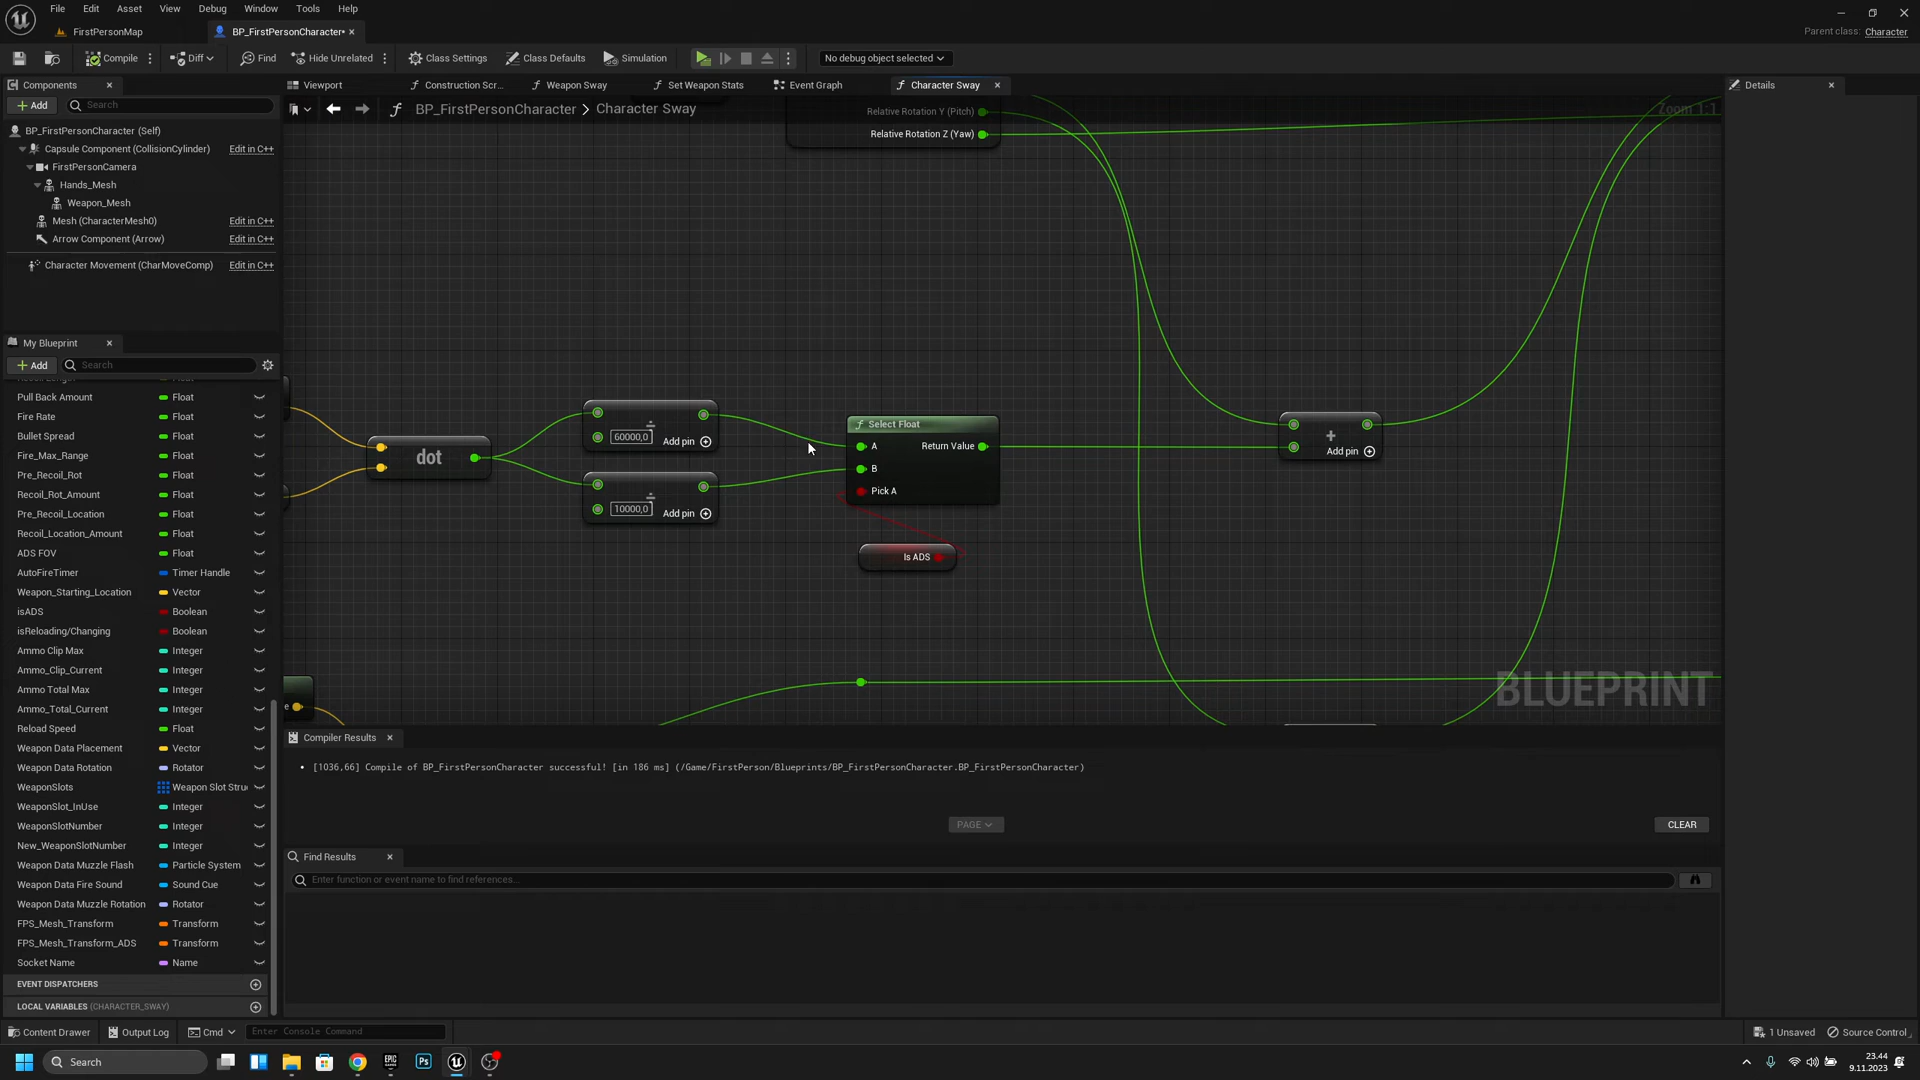 File Edit Asset View Debug Window Tools Help
FirstPersonMap
BP_FirstPersonCharacter•
Parent class: Character
Compile Diff Find Hide Unrelated Class Settings Class Defaults Simulation No debug object selected
Components
Viewport Construction Scr... Weapon Sway Set Weapon Stats Event Graph Character Sway
Details
+ Add Search
BP_FirstPersonCharacter > Character Sway
Zoom 1:1
BP_FirstPersonCharacter (Self)
Capsule Component (CollisionCylinder) Edit in C++
FirstPersonCamera
Hands_Mesh
Weapon_Mesh
Mesh (CharacterMesh0) Edit in C++
Arrow Component (Arrow) Edit in C++
Character Movement (CharMoveComp) Edit in C++
Relative Rotation Y (Pitch)
Relative Rotation Z (Yaw)
My Blueprint
+ Add Search
Recoil Length Float
Pull Back Amount Float
Fire Rate Float
Bullet Spread Float
Fire_Max_Range Float
Pre_Recoil_Rot Float
Recoil_Rot_Amount Float
Pre_Recoil_Location Float
Recoil_Location_Amount Float
ADS FOV Float
AutoFireTimer Timer Handle
Weapon_Starting_Location Vector
isADS Boolean
isReloading/Changing Boolean
Ammo Clip Max Integer
Ammo_Clip_Current Integer
Ammo Total Max Integer
Ammo_Total_Current Integer
Reload Speed Float
Weapon Data Placement Vector
Weapon Data Rotation Rotator
WeaponSlots Weapon Slot Stru
WeaponSlot_InUse Integer
WeaponSlotNumber Integer
New_WeaponSlotNumber Integer
Weapon Data Muzzle Flash Particle System
Weapon Data Fire Sound Sound Cue
Weapon Data Muzzle Rotation Rotator
FPS_Mesh_Transform Transform
FPS_Mesh_Transform_ADS Transform
Socket Name Name
EVENT DISPATCHERS
LOCAL VARIABLES (CHARACTER_SWAY)
dot
÷
60000,0 Add pin
÷
10000,0 Add pin
Select Float
A Return Value
B
Pick A
Is ADS
+
Add pin
e
BLUEPRINT
Compiler Results
• [1036,66] Compile of BP_FirstPersonCharacter successful! [in 186 ms] (/Game/FirstPerson/Blueprints/BP_FirstPersonCharacter.BP_FirstPersonCharacter)
PAGE CLEAR
Find Results
Enter function or event name to find references...
Content Drawer Output Log Cmd Enter Console Command 1 Unsaved Source Control
Search
EPIC
Ps
23.44
9.11.2023